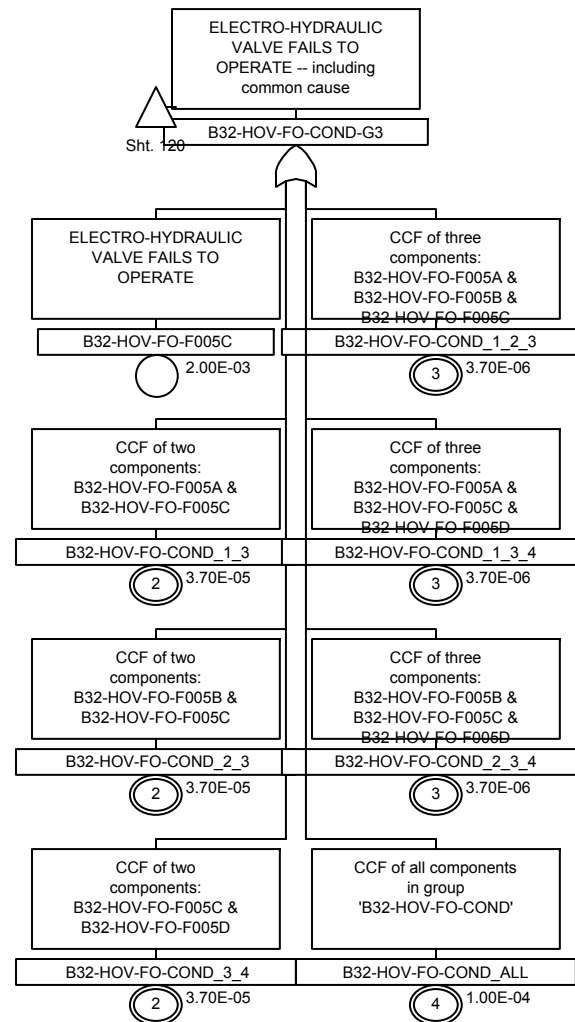 ELECTRO-HYDRAULIC
VALVE FAILS TO
OPERATE -- including
common cause
B32-HOV-FO-COND-G3
Sht. 120
ELECTRO-HYDRAULIC
VALVE FAILS TO
OPERATE
B32-HOV-FO-F005C
2.00E-03
CCF of three
components:
B32-HOV-FO-F005A &
B32-HOV-FO-F005B &
B32-HOV-FO-F005C
B32-HOV-FO-COND_1_2_3
3
3.70E-06
CCF of two
components:
B32-HOV-FO-F005A &
B32-HOV-FO-F005C
B32-HOV-FO-COND_1_3
2
3.70E-05
CCF of three
components:
B32-HOV-FO-F005A &
B32-HOV-FO-F005C &
B32-HOV-FO-F005D
B32-HOV-FO-COND_1_3_4
3
3.70E-06
CCF of two
components:
B32-HOV-FO-F005B &
B32-HOV-FO-F005C
B32-HOV-FO-COND_2_3
2
3.70E-05
CCF of three
components:
B32-HOV-FO-F005B &
B32-HOV-FO-F005C &
B32-HOV-FO-F005D
B32-HOV-FO-COND_2_3_4
3
3.70E-06
CCF of two
components:
B32-HOV-FO-F005C &
B32-HOV-FO-F005D
B32-HOV-FO-COND_3_4
2
3.70E-05
CCF of all components
in group
'B32-HOV-FO-COND'
B32-HOV-FO-COND_ALL
4
1.00E-04